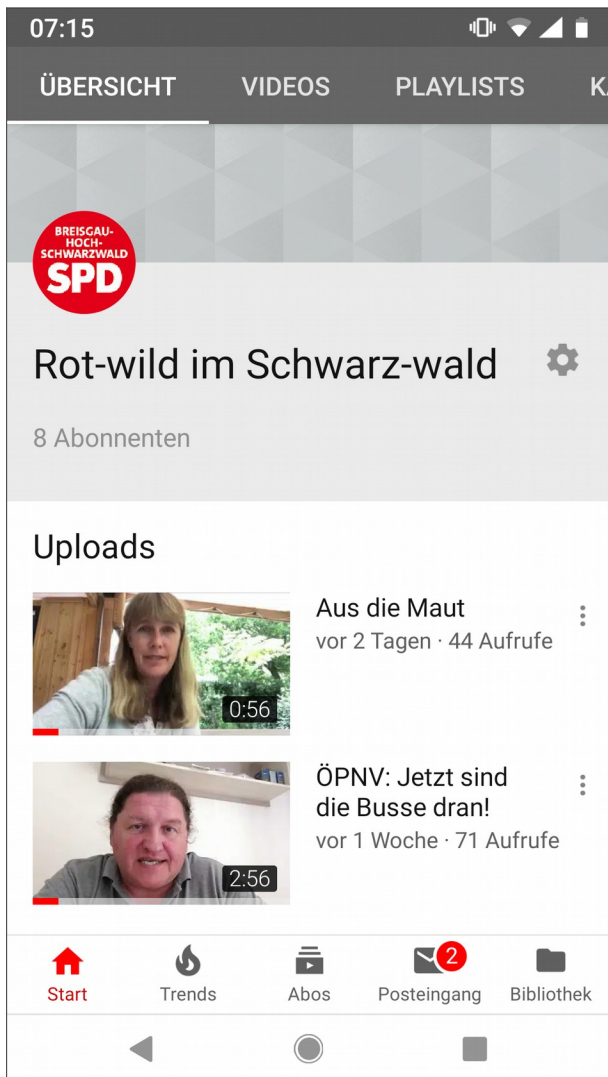 07:15
ÜBERSICHT VIDEOS PLAYLISTS K
BREISGAU-
HOCH-
SCHWARZWALD
SPD
Rot-wild im Schwarz-wald
8 Abonnenten
Uploads
Aus die Maut
vor 2 Tagen · 44 Aufrufe
0:56
ÖPNV: Jetzt sind
die Busse dran!
vor 1 Woche · 71 Aufrufe
2:56
2
Start Trends Abos Posteingang Bibliothek